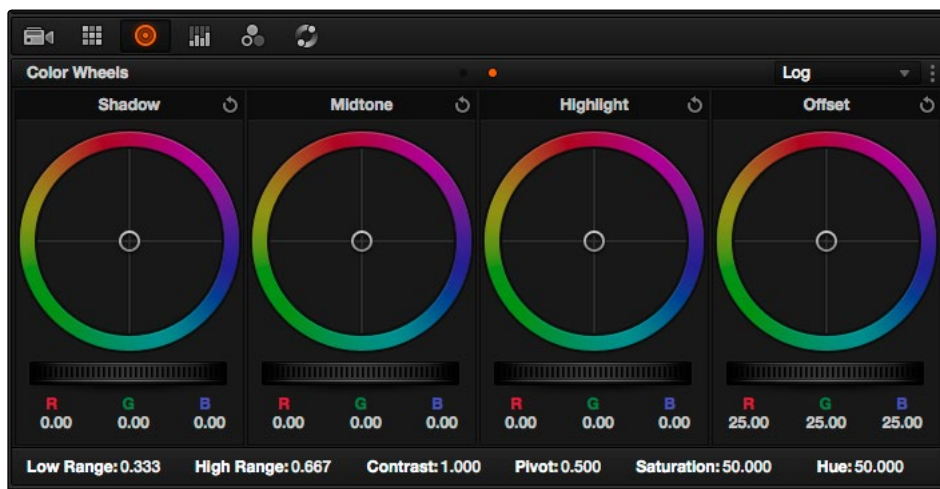 Color Wheels Log
Shadow Midtone Highlight Offset
R G B R G B R G B R G B
0.00 0.00 0.00 0.00 0.00 0.00 0.00 0.00 0.00 25.00 25.00 25.00
Low Range: 0.333 High Range: 0.667 Contrast: 1.000 Pivot: 0.500 Saturation: 50.000 Hue: 50.000